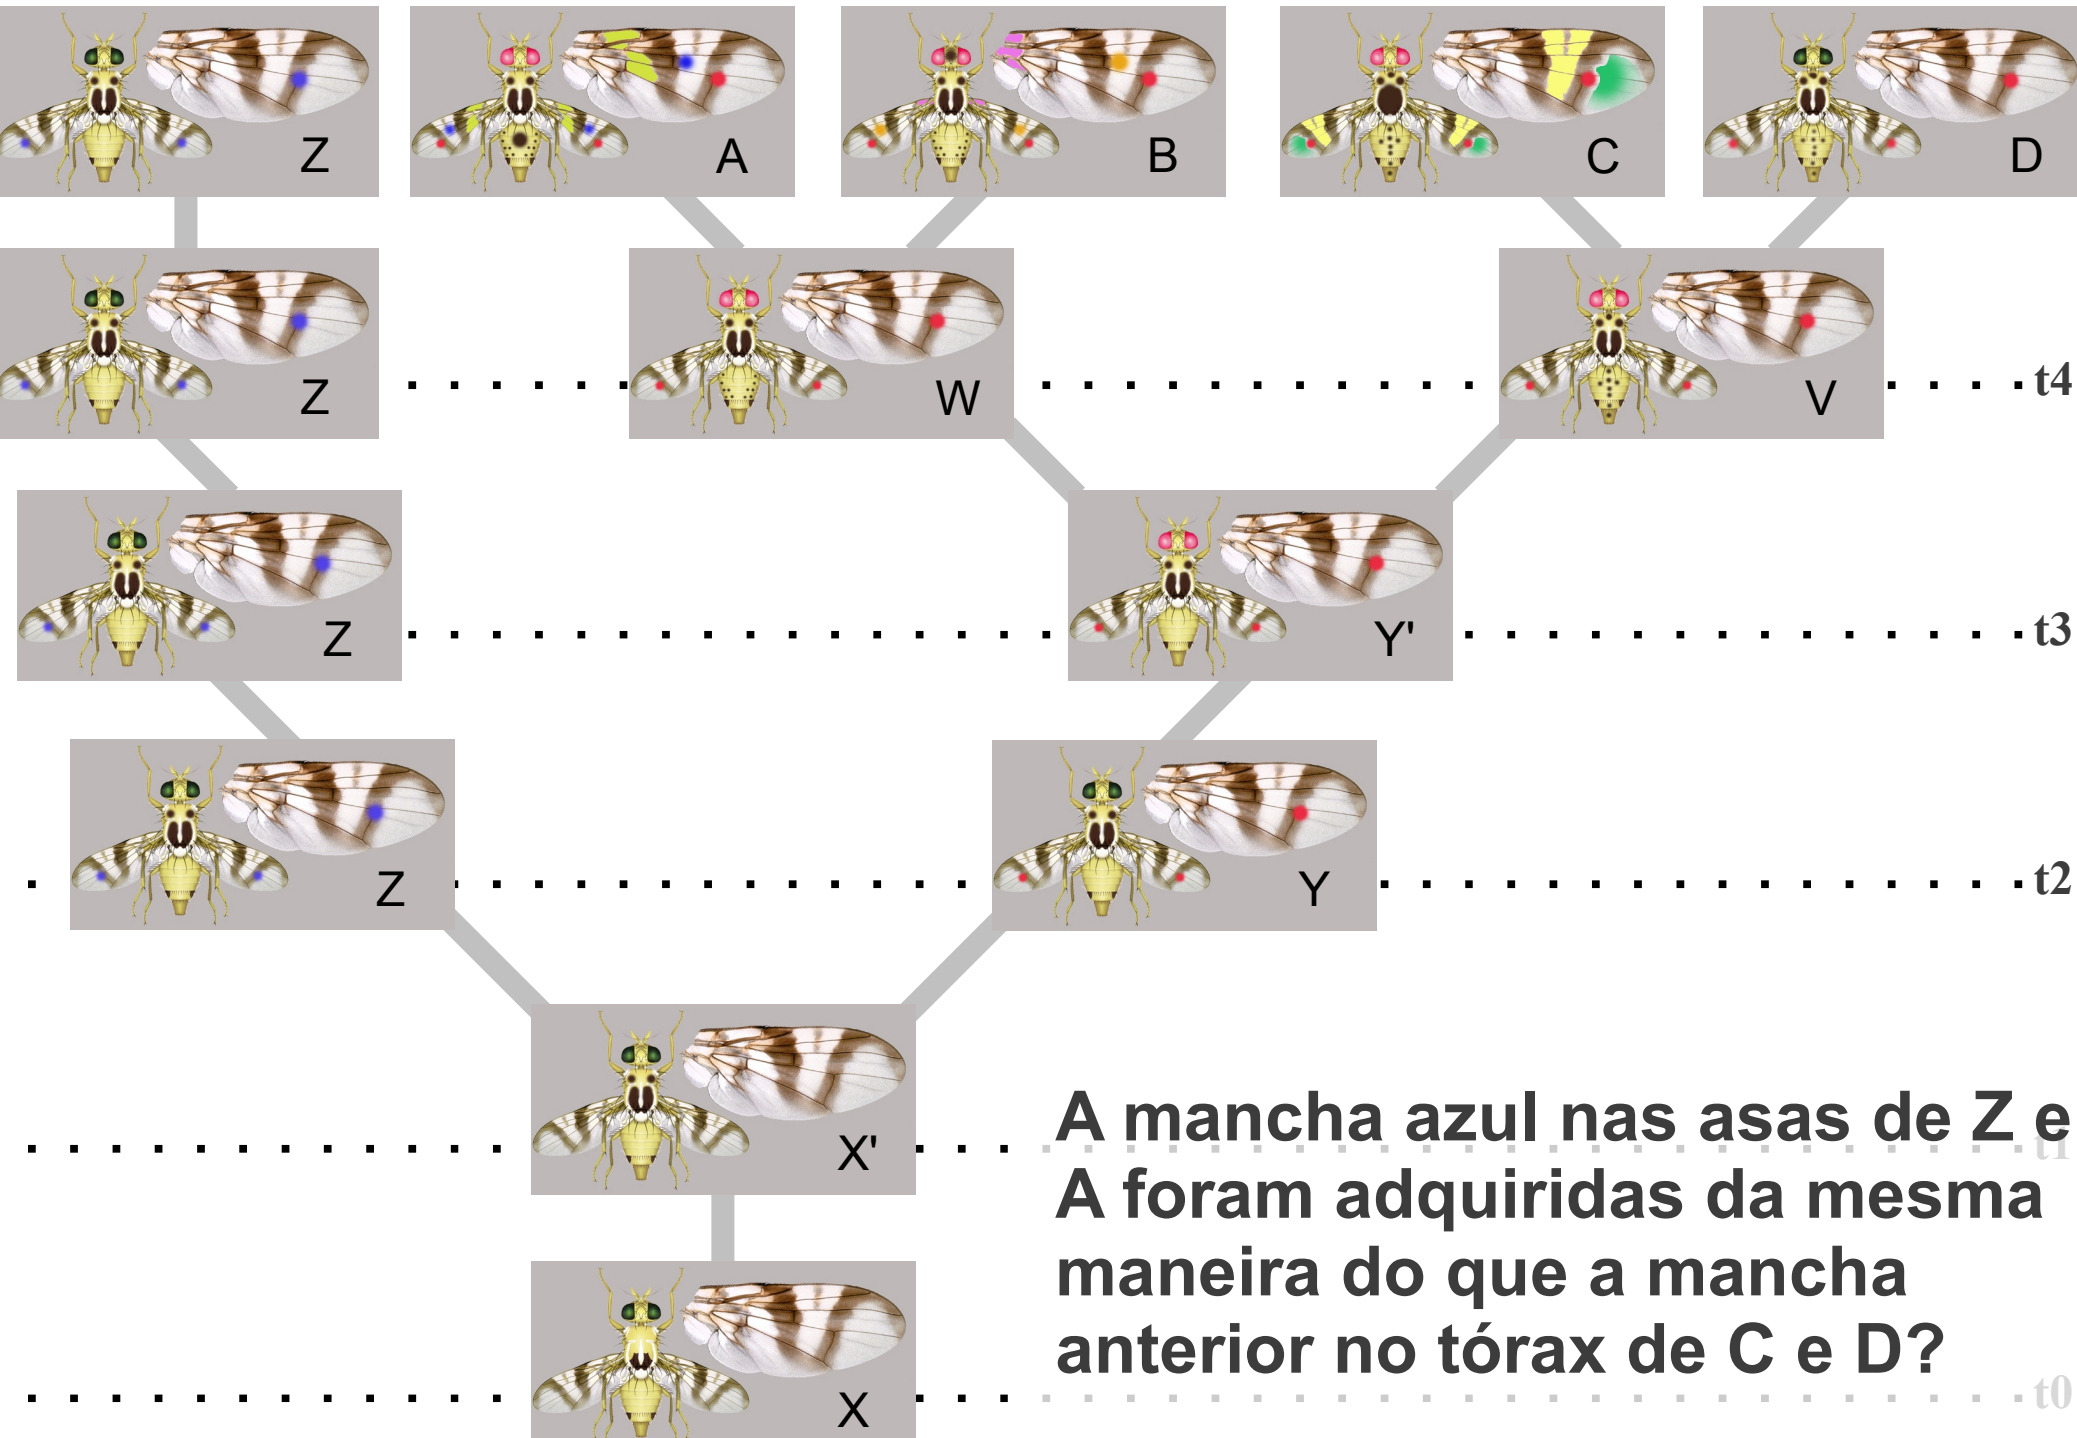 Z
A
B
C
D
Z
W
V
t4
Z
Y'
t3
Z
Y
t2
X'
t1
A mancha azul nas asas de Z e
A foram adquiridas da mesma
maneira do que a mancha
anterior no tórax de C e D?
X
t0